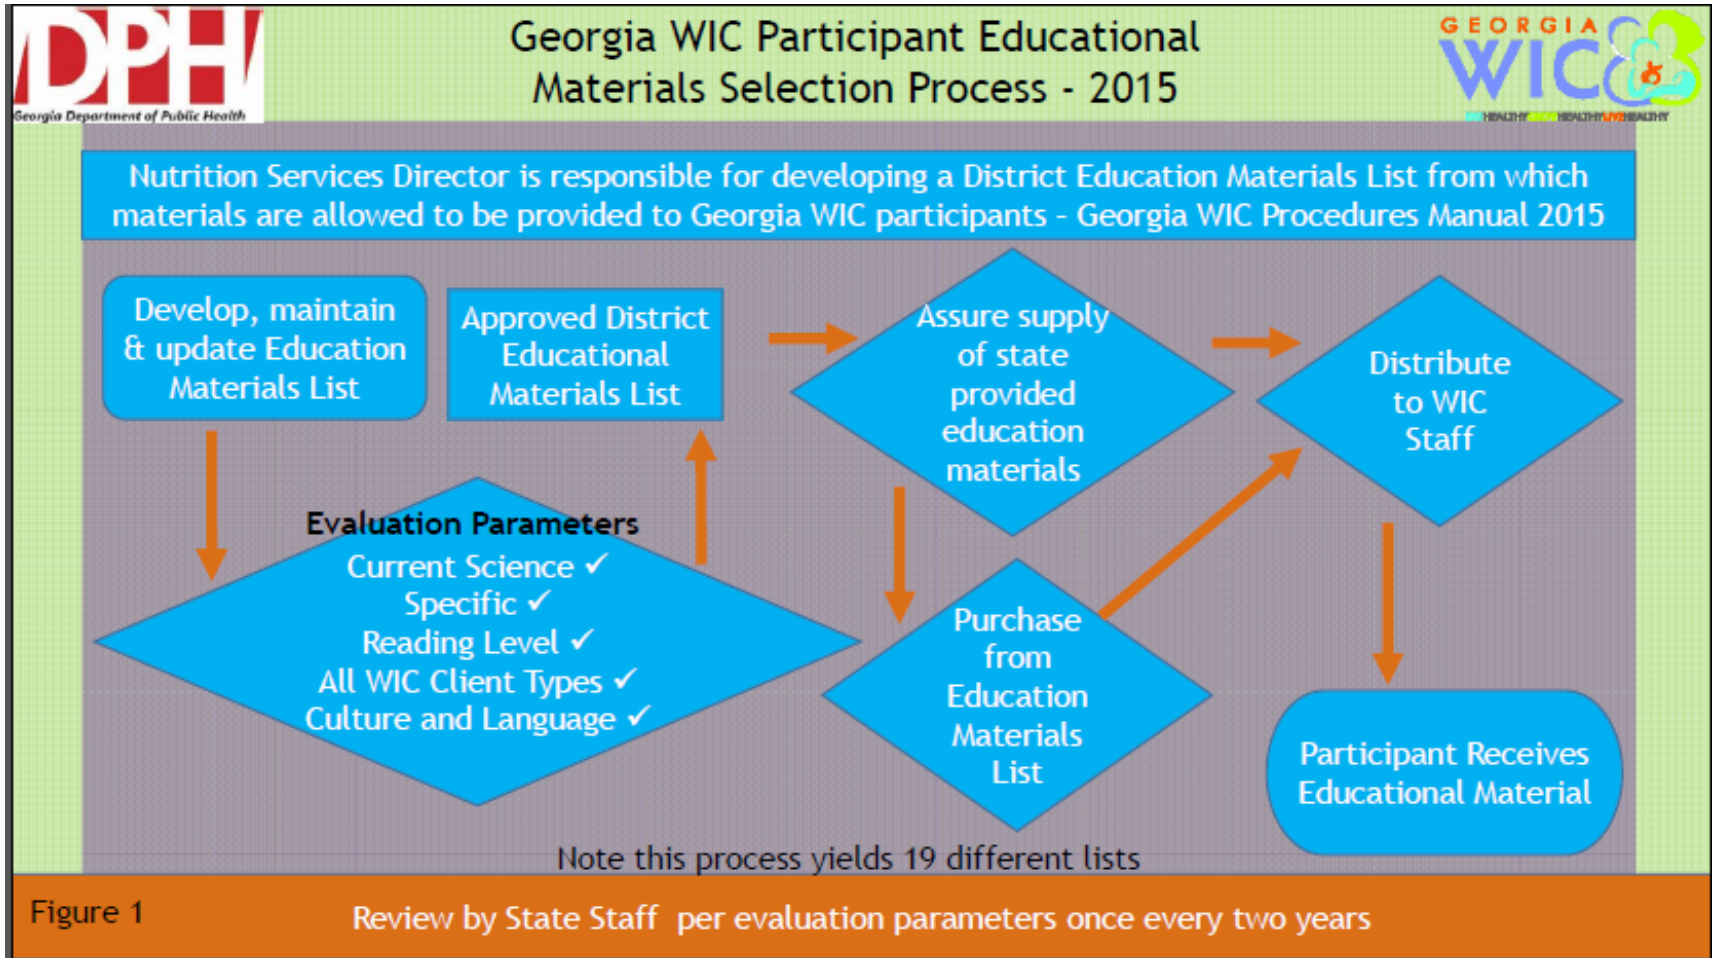 DPH
Georgia Department of Public Health
Georgia WIC Participant Educational
Materials Selection Process - 2015
GEORGIA
WIC
HEALTHY HEALTHY LIVE HEALTHY
Nutrition Services Director is responsible for developing a District Education Materials List from which
materials are allowed to be provided to Georgia WIC participants – Georgia WIC Procedures Manual 2015
Develop, maintain
& update Education
Materials List
Approved District
Educational
Materials List
Assure supply
of state
provided
education
materials
Distribute
to WIC
Staff
Evaluation Parameters
Current Science ✓
Specific ✓
Reading Level ✓
All WIC Client Types ✓
Culture and Language ✓
Purchase
from
Education
Materials
List
Participant Receives
Educational Material
Note this process yields 19 different lists
Figure 1
Review by State Staff per evaluation parameters once every two years